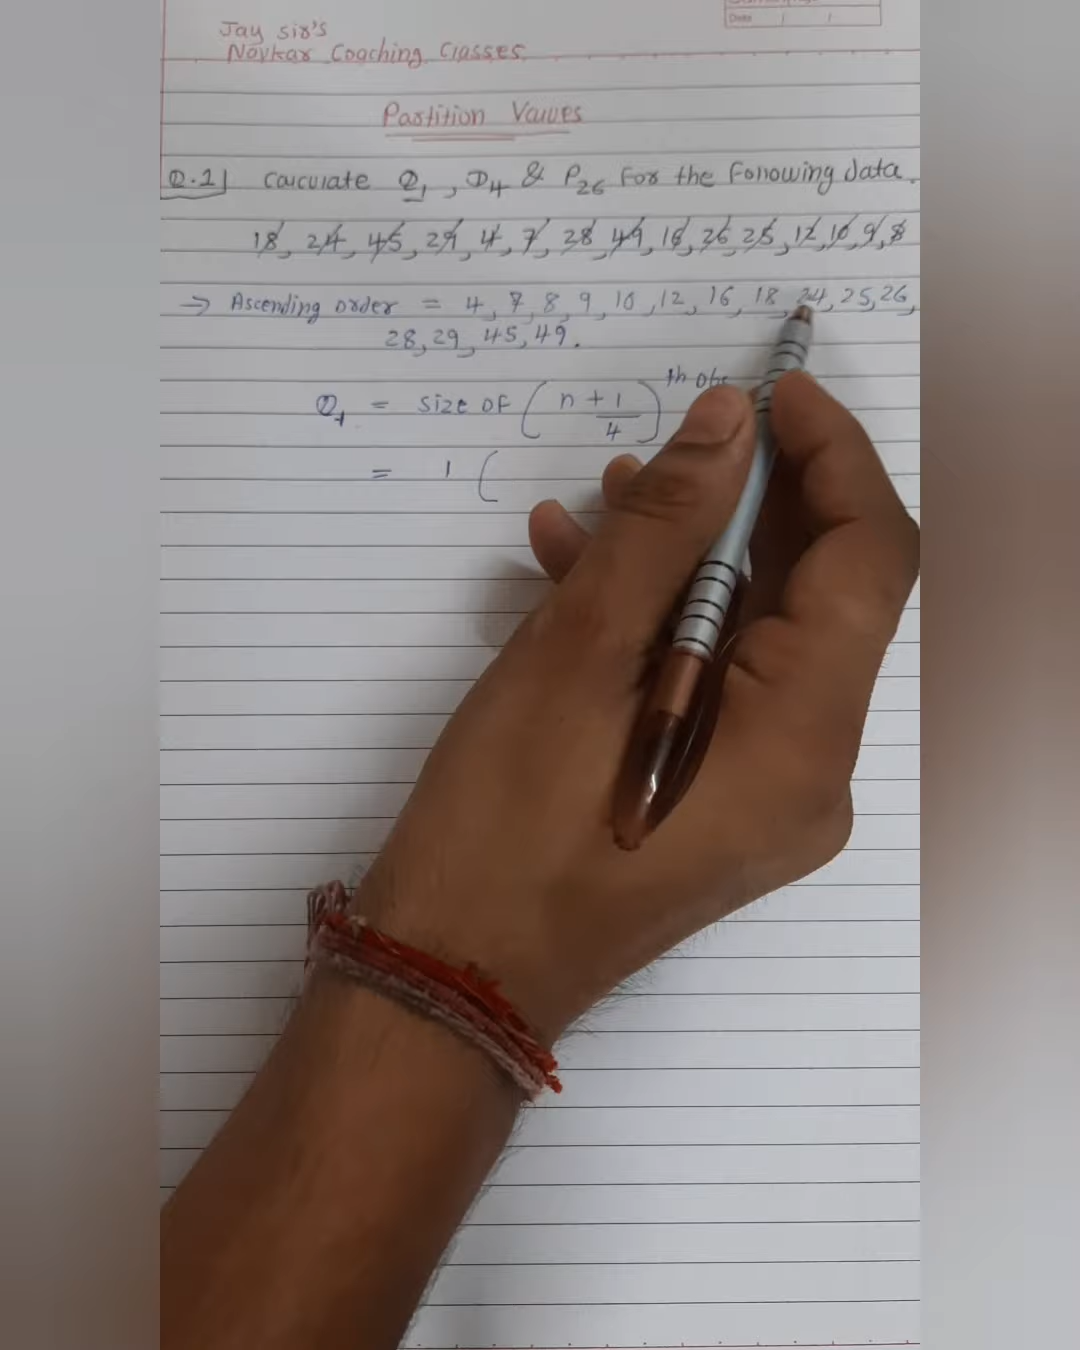 Jay sir's
Navkar Coaching Classes.
Date / /
Partition Values
Q.1] Calculate Q1, D4 & P26 For the Following data.
18, 24, 45, 29, 4, 7, 28, 49, 16, 26, 25, 12, 10, 9, 8
→ Ascending order = 4, 7, 8, 9, 10, 12, 16, 18, 24, 25, 26,
28, 29, 45, 49.
Q1 = size of (n + 1 / 4) th obs
= 1 (